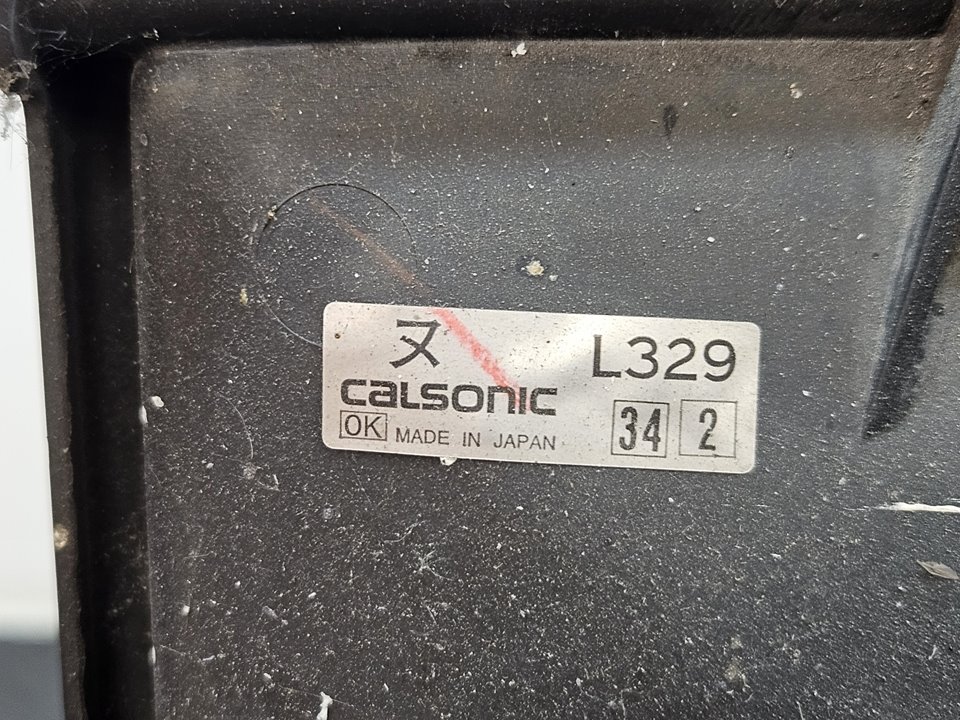 ヌ L329
calsonic
OK MADE IN JAPAN 34 2